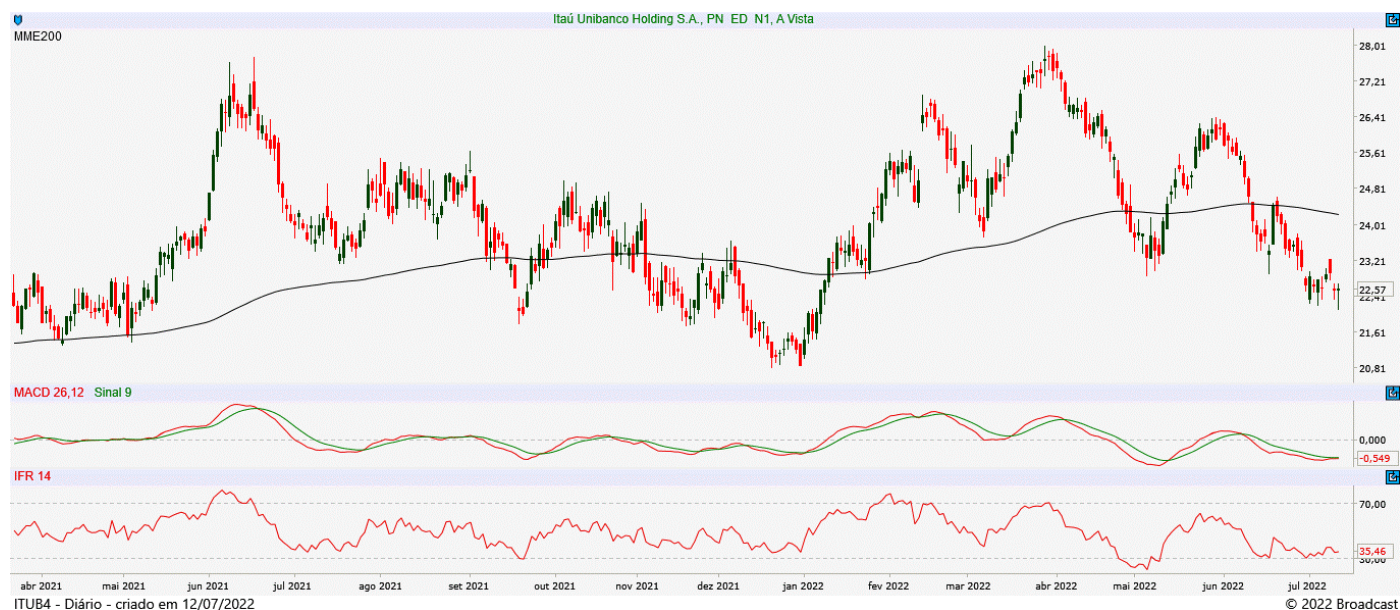 Itaú Unibanco Holding S.A., PN ED N1, A Vista
MME200
28,01
27,21
26,41
25,61
24,81
24,01
23,21
22,57
22,41
21,61
20,81
MACD 26,12 Sinal 9
0,000
-0,549
IFR 14
70,00
35,46
30,00
abr 2021 mai 2021 jun 2021 jul 2021 ago 2021 set 2021 out 2021 nov 2021 dez 2021 jan 2022 fev 2022 mar 2022 abr 2022 mai 2022 jun 2022 jul 2022
ITUB4 - Diário - criado em 12/07/2022 © 2022 Broadcast